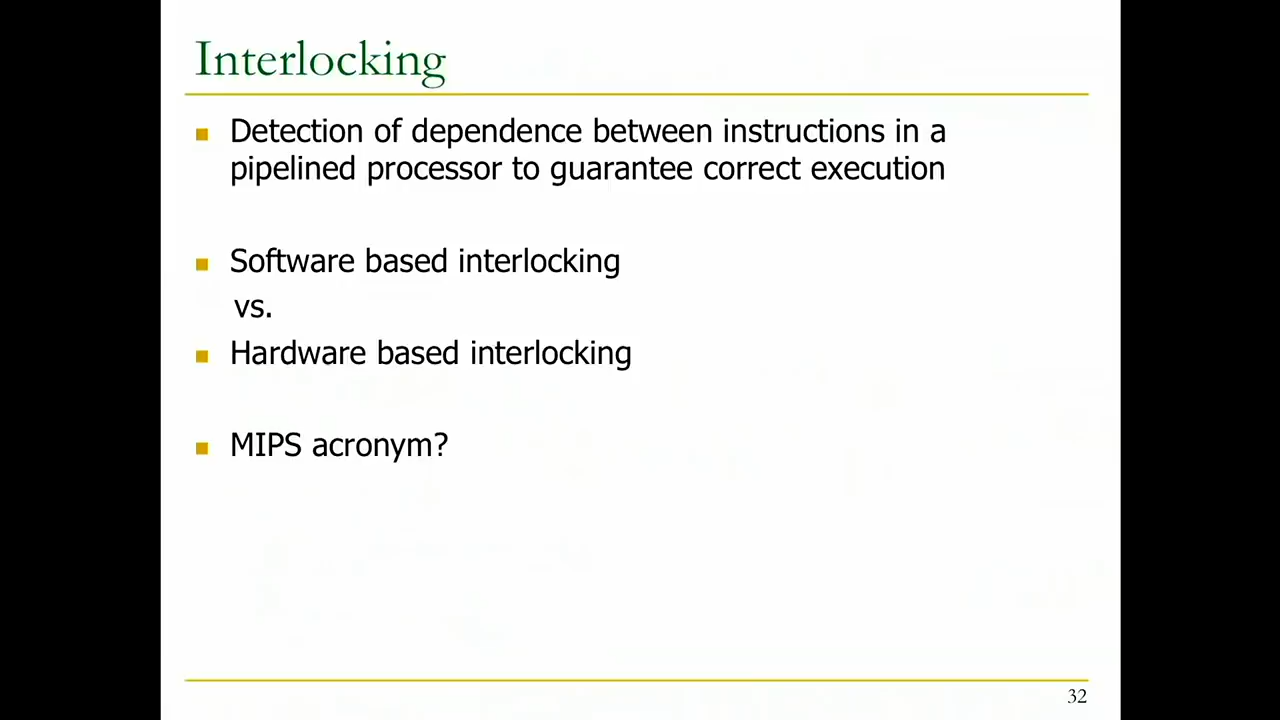 Interlocking
Detection of dependence between instructions in a
pipelined processor to guarantee correct execution
Software based interlocking
vs.
Hardware based interlocking
MIPS acronym?
32